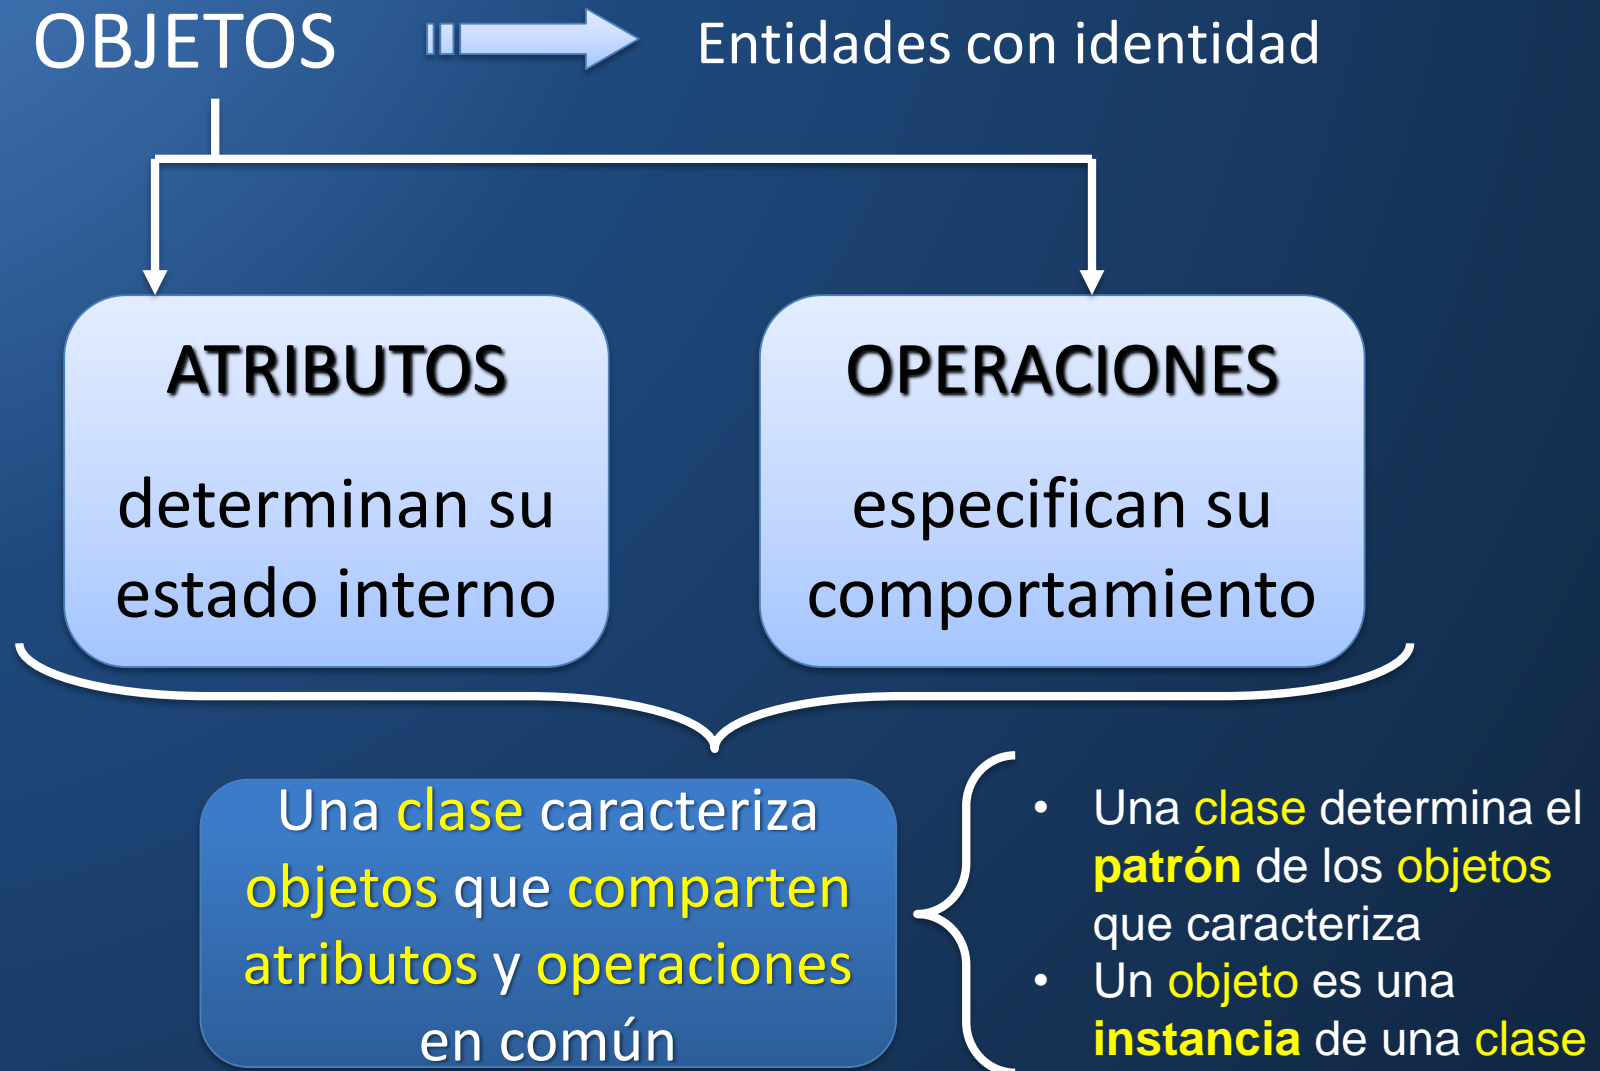 OBJETOS
Entidades con identidad
ATRIBUTOS
determinan su
estado interno
OPERACIONES
especifican su
comportamiento
Una clase caracteriza
objetos que comparten
atributos y operaciones
en común
• Una clase determina el
patrón de los objetos
que caracteriza
• Un objeto es una
instancia de una clase